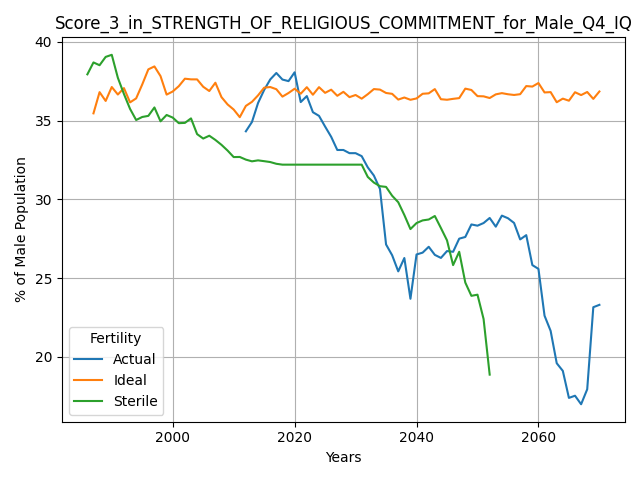 Score_3_in_STRENGTH_OF_RELIGIOUS_COMMITMENT_for_Male_Q4_IQ
% of Male Population
40
35
30
25
20
Fertility
Actual
Ideal
Sterile
2000
2020
2040
2060
Years